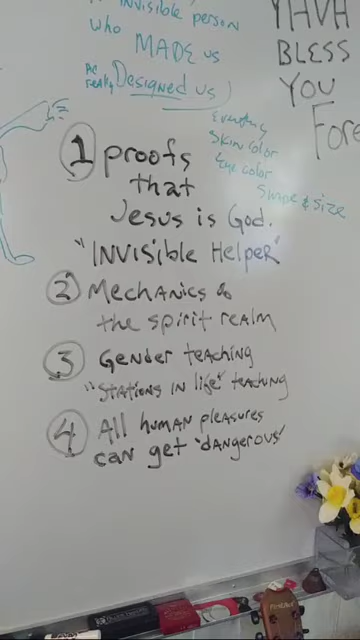 INVISIBLE PERSON
who MADE us
Designed us)
Everything
Skin color
Eye color
Shape & size
YHVH
BLESS
YOU
Fore
1 proofs
that
Jesus is God.
"INVISIBLE HELPER"
2 MECHANICS of
the spirit realm
3 Gender teaching
"STATIONS IN life" teaching
4 All human pleasures
can get "dangerous"